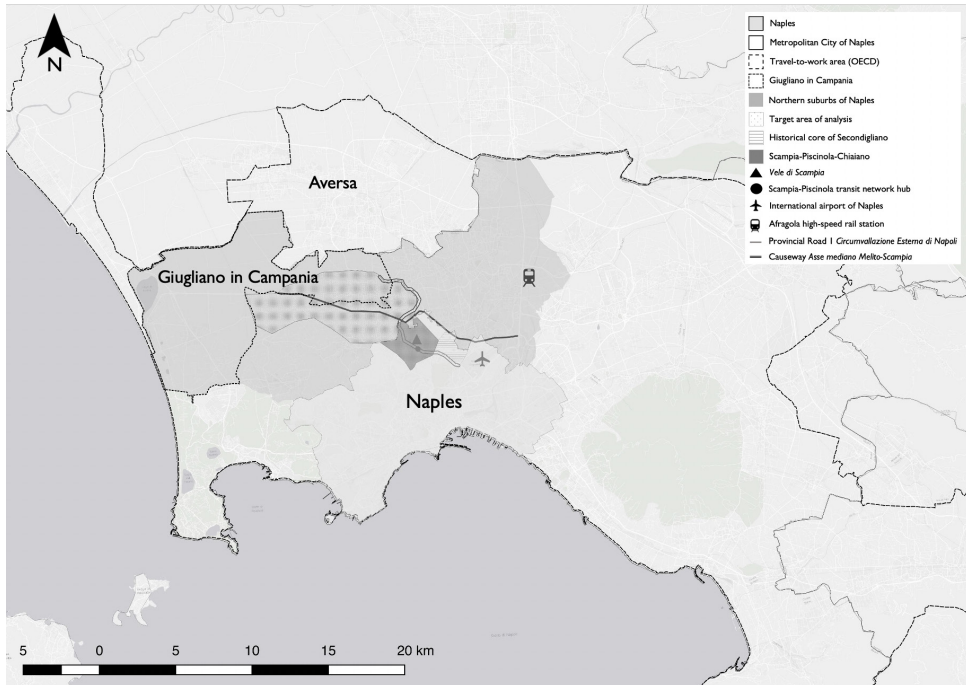 N
Naples
Metropolitan City of Naples
Travel-to-work area (OECD)
Giugliano in Campania
Northern suburbs of Naples
Target area of analysis
Historical core of Secondigliano
Scampia-Piscinola-Chiaiano
Vele di Scampia
Scampia-Piscinola transit network hub
International airport of Naples
Afragola high-speed rail station
Provincial Road 1 Circumvallazione Esterna di Napoli
Causeway Asse mediano Melito-Scampia
Aversa
Giugliano in Campania
Naples
5 0 5 10 15 20 km